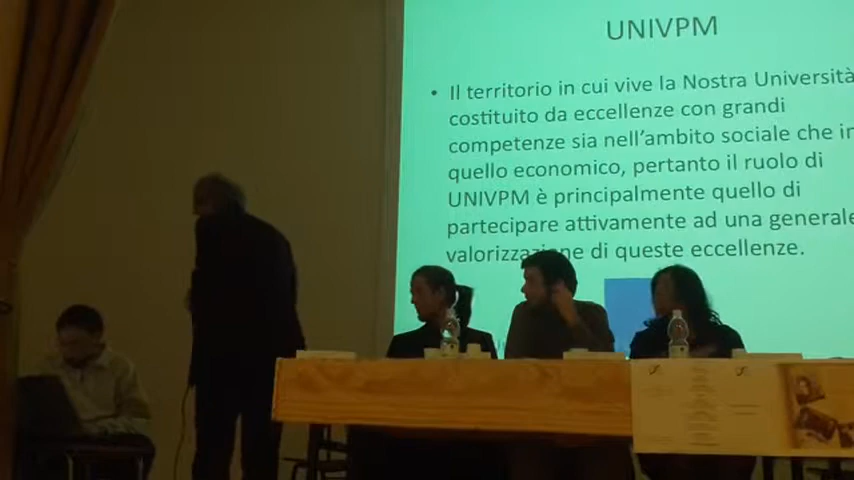 UNIVPM
• Il territorio in cui vive la Nostra Università
costituito da eccellenze con grandi
competenze sia nell'ambito sociale che in
quello economico, pertanto il ruolo di
UNIVPM è principalmente quello di
partecipare attivamente ad una generale
valorizzazione di queste eccellenze.